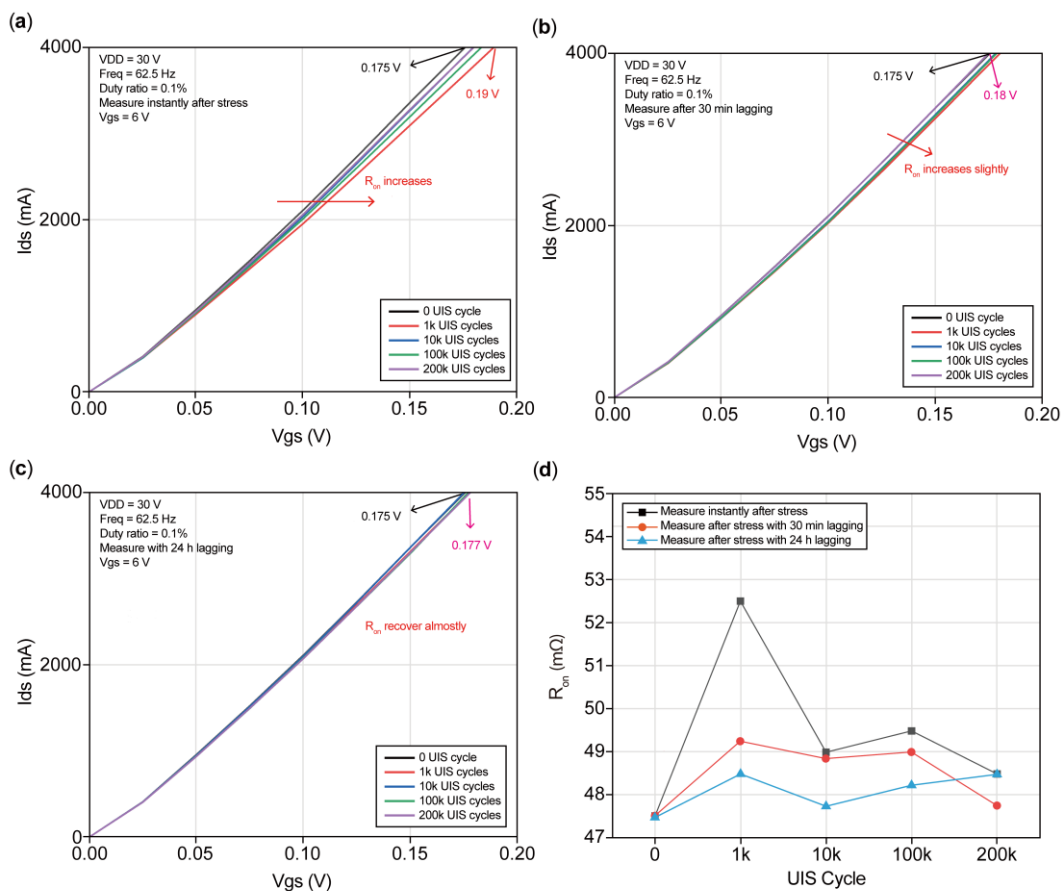 (a)
4000
VDD = 30 V
Freq = 62.5 Hz
Duty ratio = 0.1%
Measure instantly after stress
Vgs = 6 V
0.175 V
0.19 V
Ron increases
2000
Ids (mA)
0 UIS cycle
1k UIS cycles
10k UIS cycles
100k UIS cycles
200k UIS cycles
0
0.00 0.05 0.10 0.15 0.20
Vgs (V)
(b)
4000
VDD = 30 V
Freq = 62.5 Hz
Duty ratio = 0.1%
Measure after 30 min lagging
Vgs = 6 V
0.175 V
0.18 V
Ron increases slightly
2000
Ids (mA)
0 UIS cycle
1k UIS cycles
10k UIS cycles
100k UIS cycles
200k UIS cycles
0
0.00 0.05 0.10 0.15 0.20
Vgs (V)
(c)
4000
VDD = 30 V
Freq = 62.5 Hz
Duty ratio = 0.1%
Measure with 24 h lagging
Vgs = 6 V
0.175 V
0.177 V
Ron recover almostly
2000
Ids (mA)
0 UIS cycle
1k UIS cycles
10k UIS cycles
100k UIS cycles
200k UIS cycles
0
0.00 0.05 0.10 0.15 0.20
Vgs (V)
(d)
Measure instantly after stress
Measure after stress with 30 min lagging
Measure after stress with 24 h lagging
55
54
53
52
51
50
49
48
47
Ron (mΩ)
0 1k 10k 100k 200k
UIS Cycle